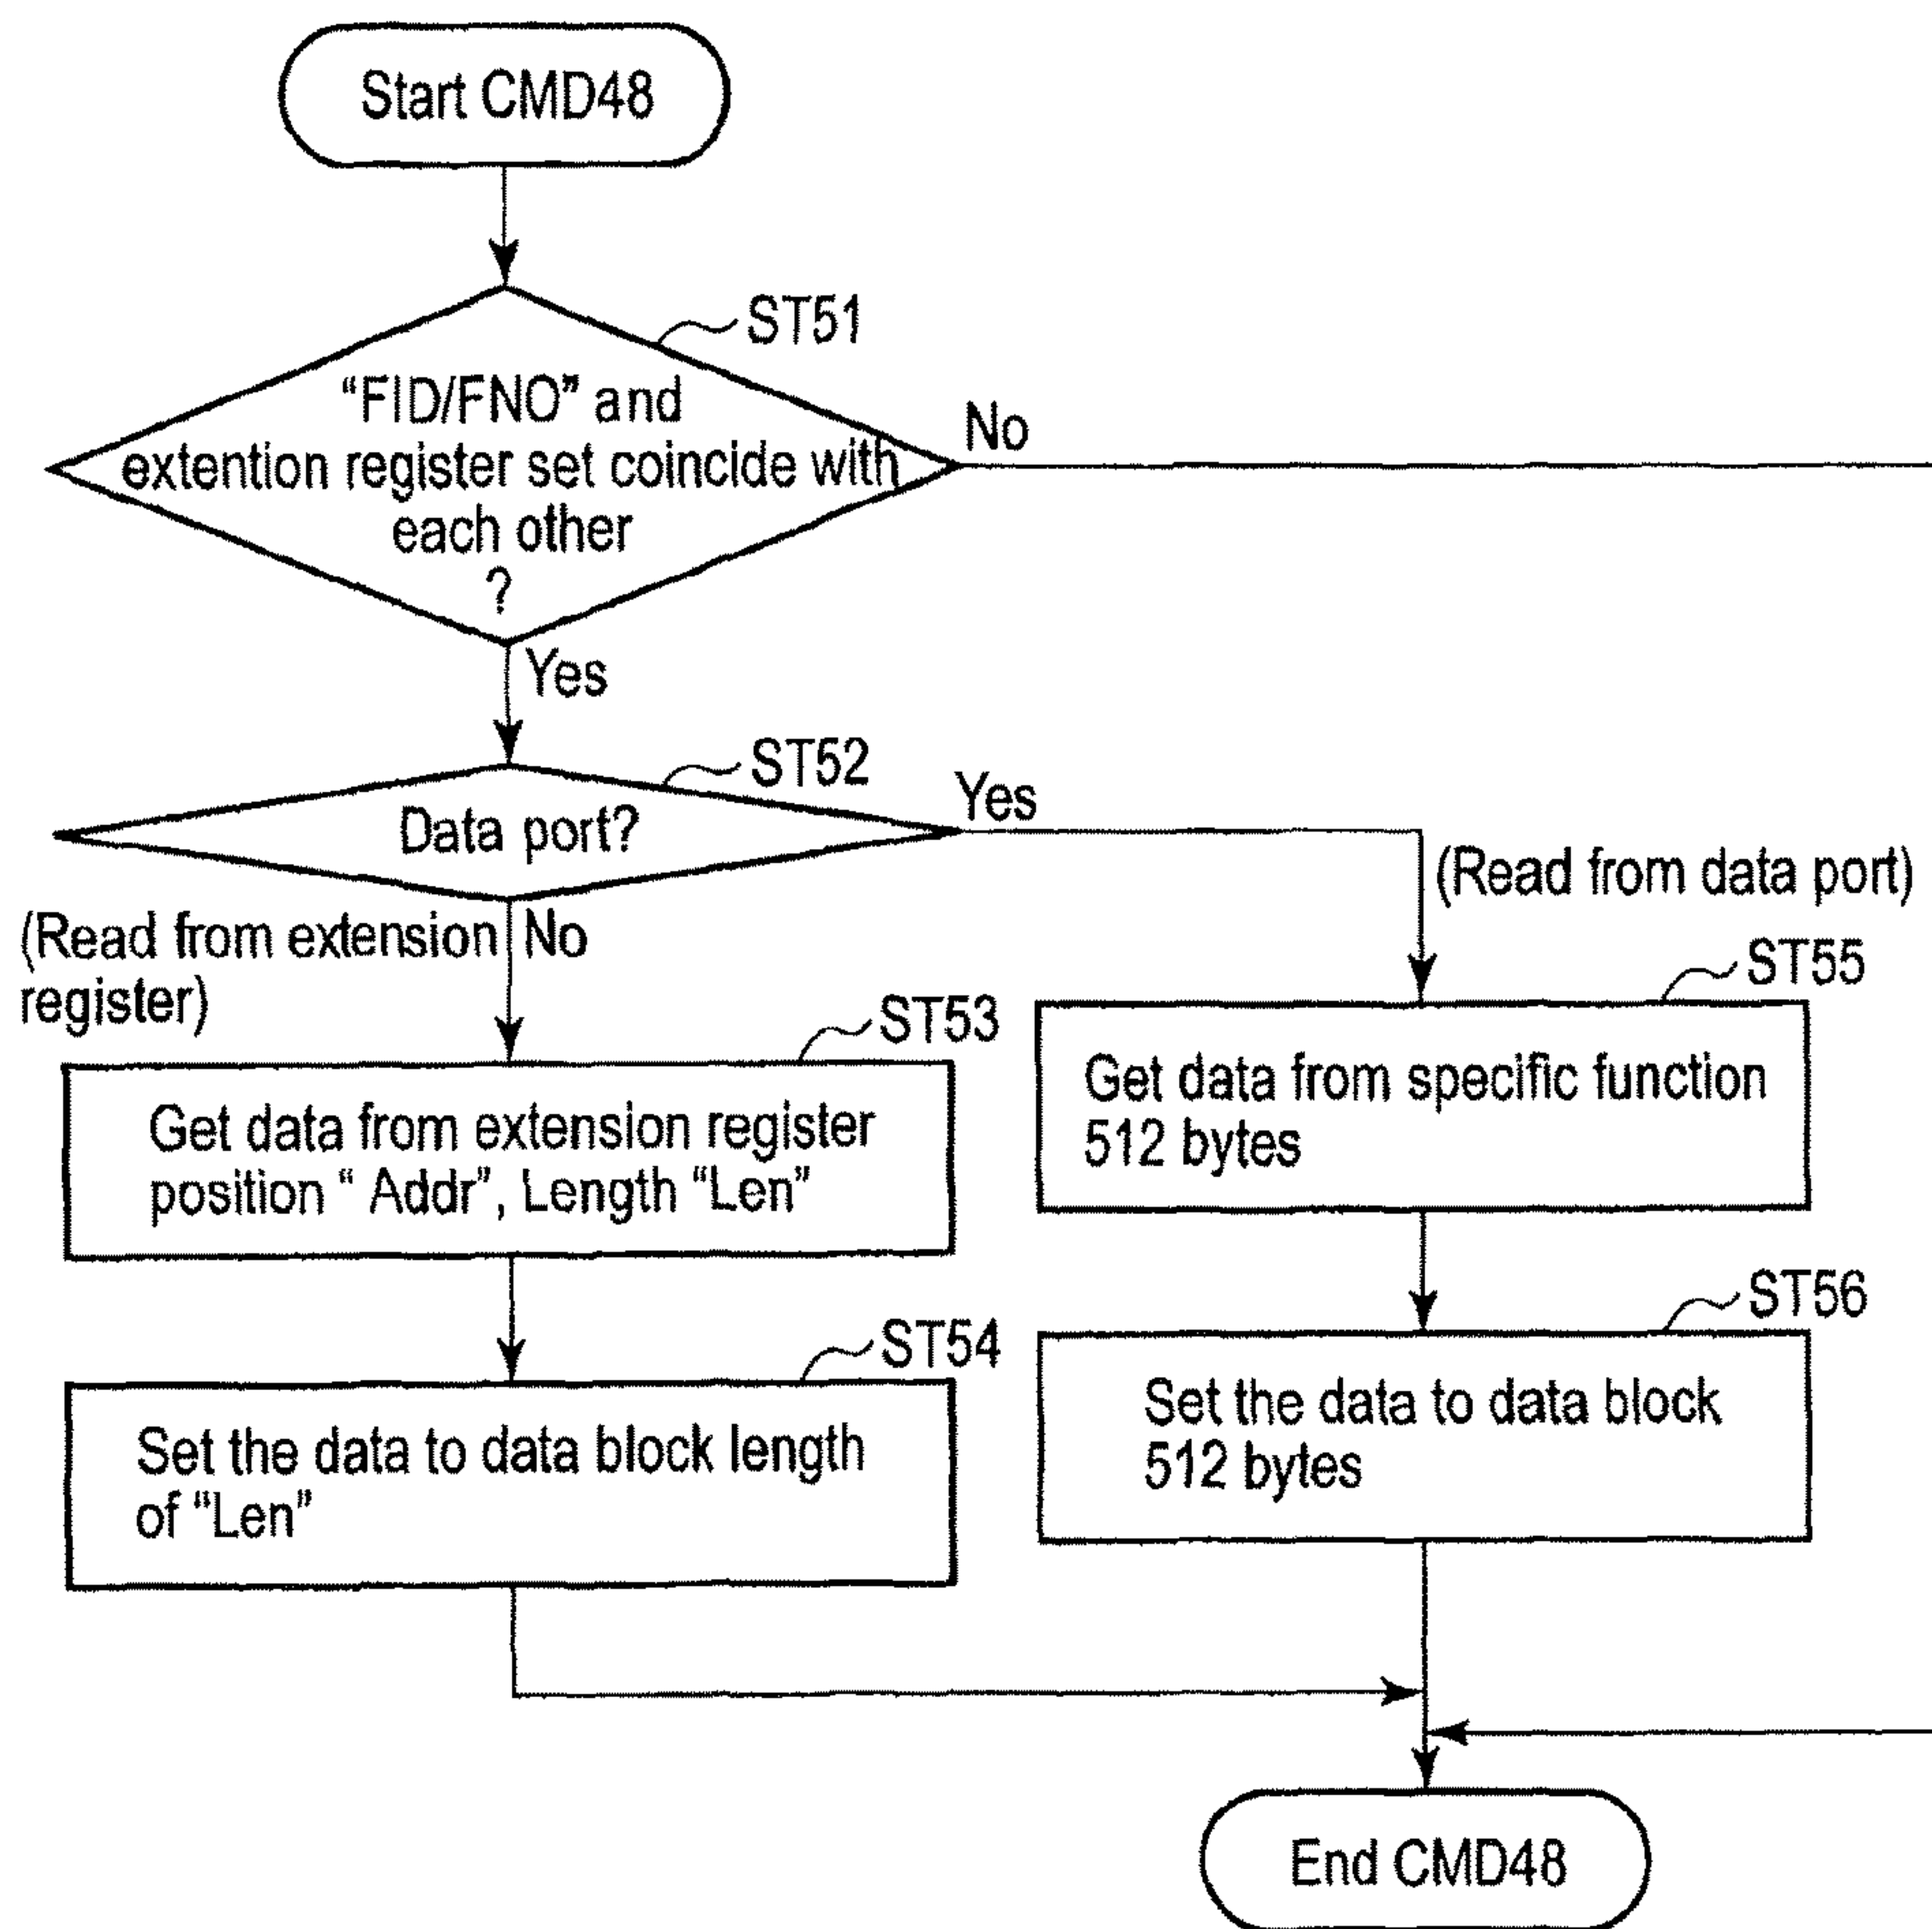 Start CMD48
ST51
“FID/FNO” and
extention register set coincide with
each other
?
No
Yes
ST52
Data port?
Yes
(Read from data port)
(Read from extension
register)
No
ST53
Get data from extension register
position “ Addr”, Length “Len”
ST55
Get data from specific function
512 bytes
ST54
Set the data to data block length
of “Len”
ST56
Set the data to data block
512 bytes
End CMD48